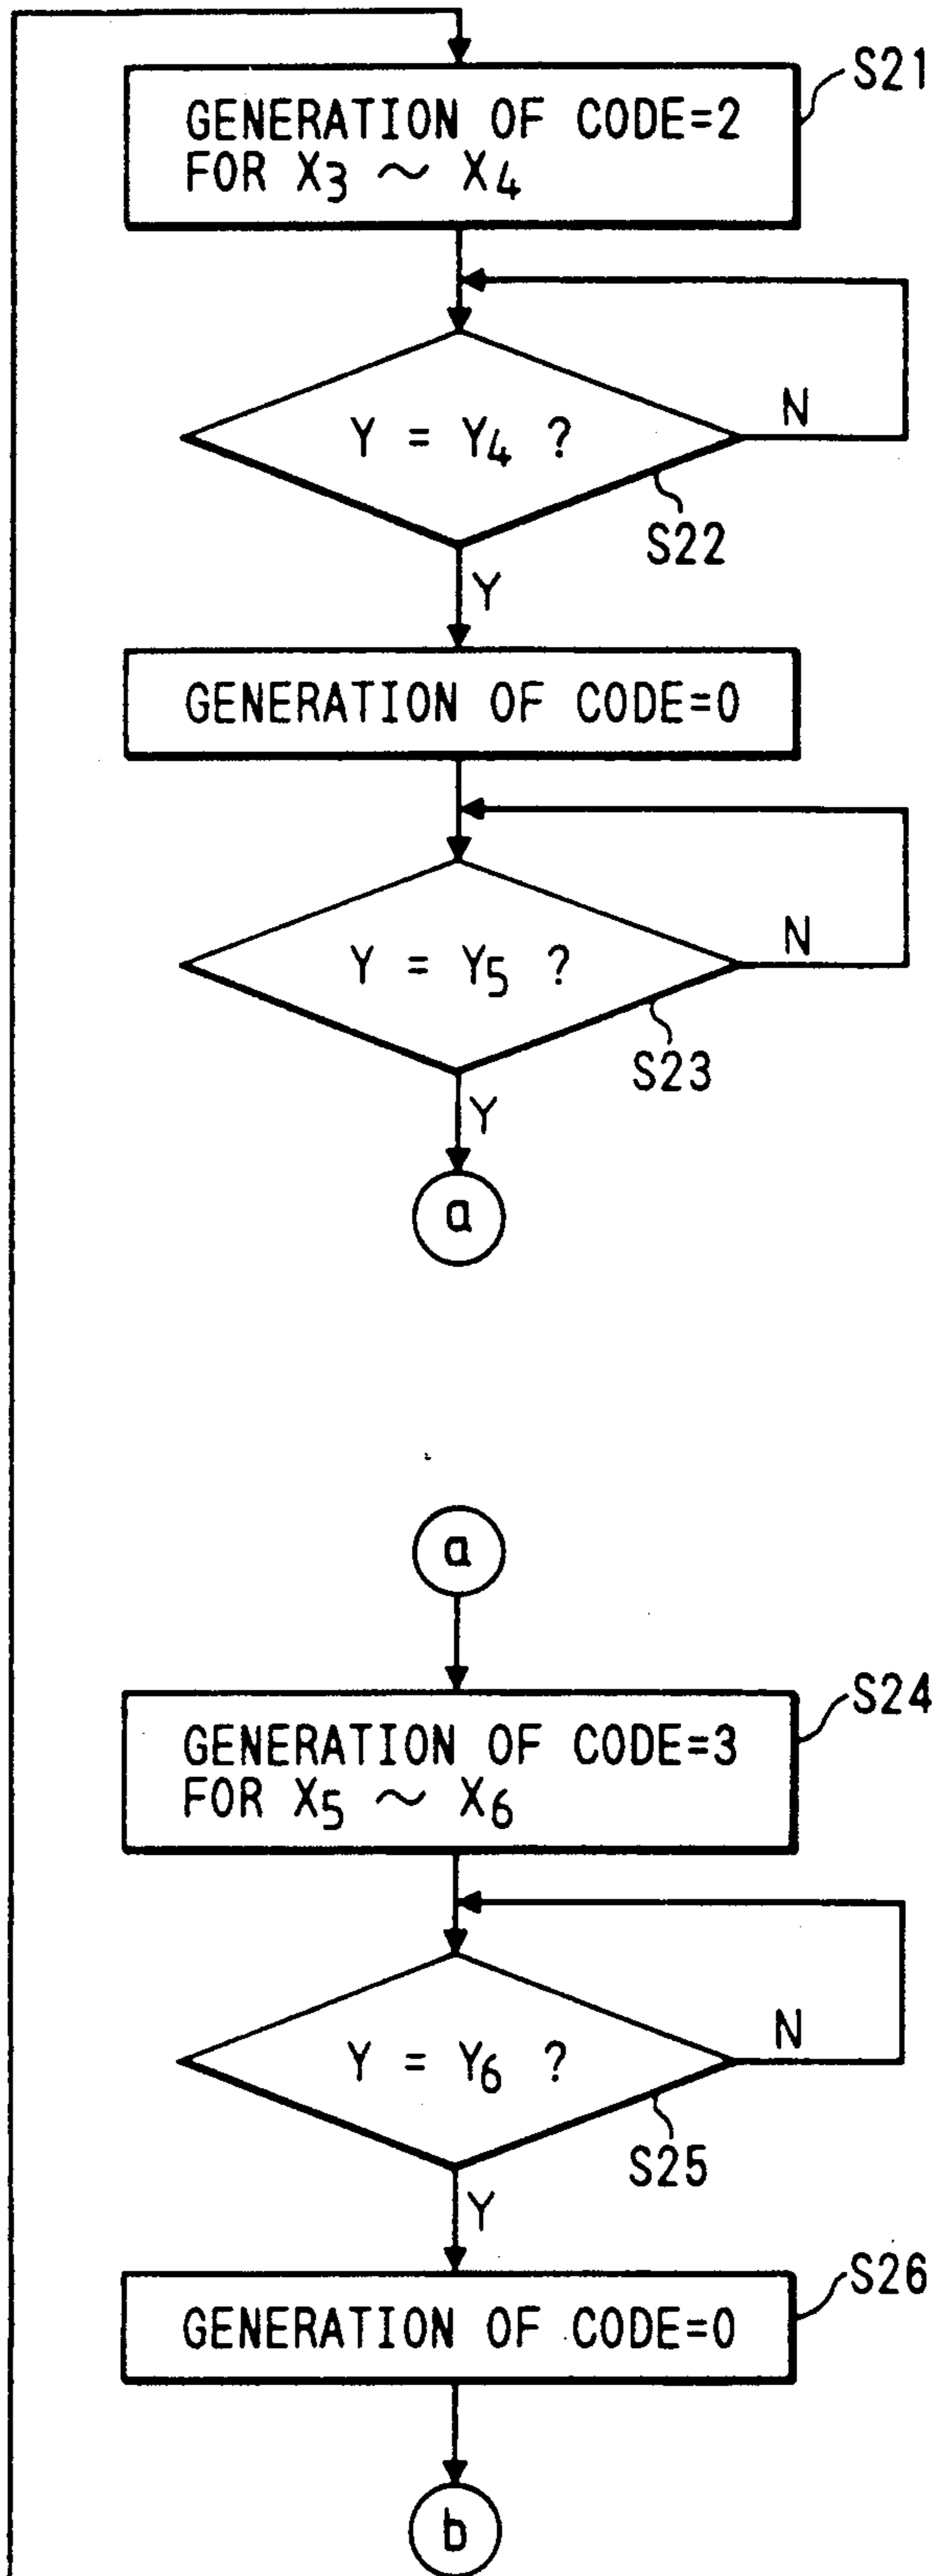 S21
GENERATION OF CODE=2
FOR X3 ~ X4
Y = Y4 ?
N
S22
Y
GENERATION OF CODE=0
Y = Y5 ?
N
S23
Y
a
a
S24
GENERATION OF CODE=3
FOR X5 ~ X6
Y = Y6 ?
N
S25
Y
S26
GENERATION OF CODE=0
b